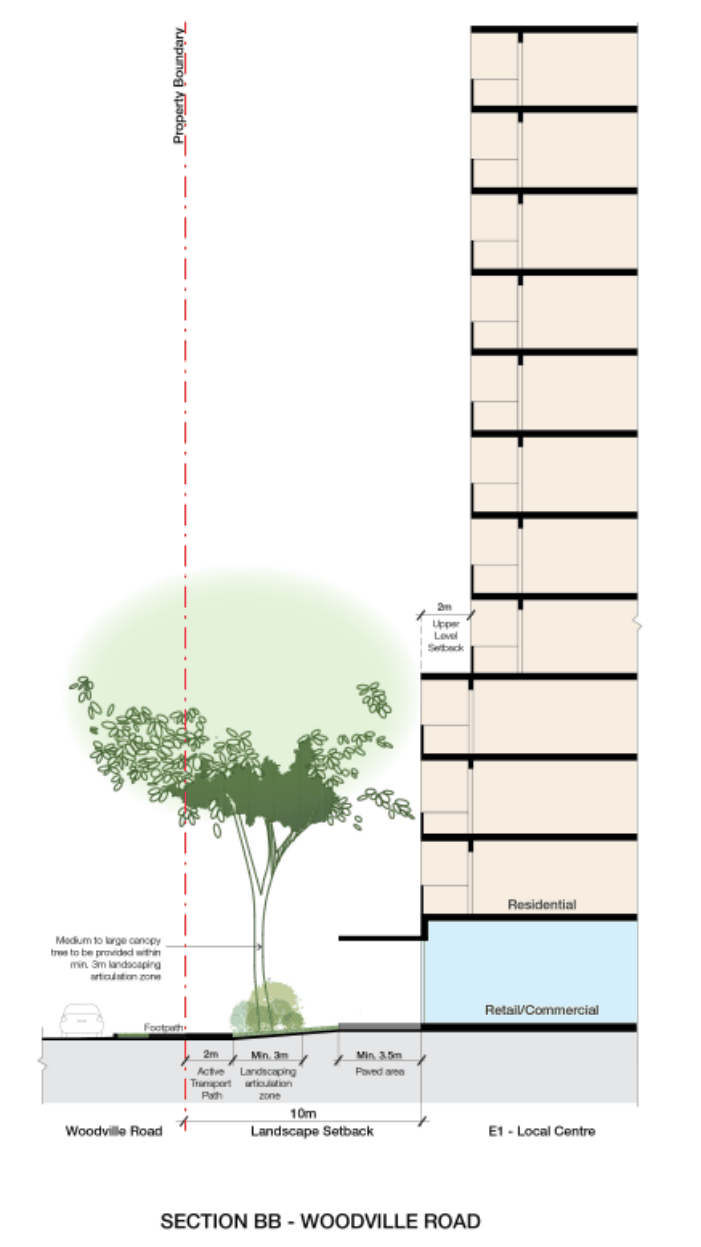 Property Boundary
2m
Upper
Level
Setback
Residential
Medium to large canopy
tree to be provided within
min. 3m landscaping
articulation zone
Retail/Commercial
Footpath
2m
Active
Transport
Path
Min. 3m
Landscaping
articulation
zone
Min. 3.5m
Paved area
10m
Woodville Road
Landscape Setback
E1 - Local Centre
SECTION BB - WOODVILLE ROAD